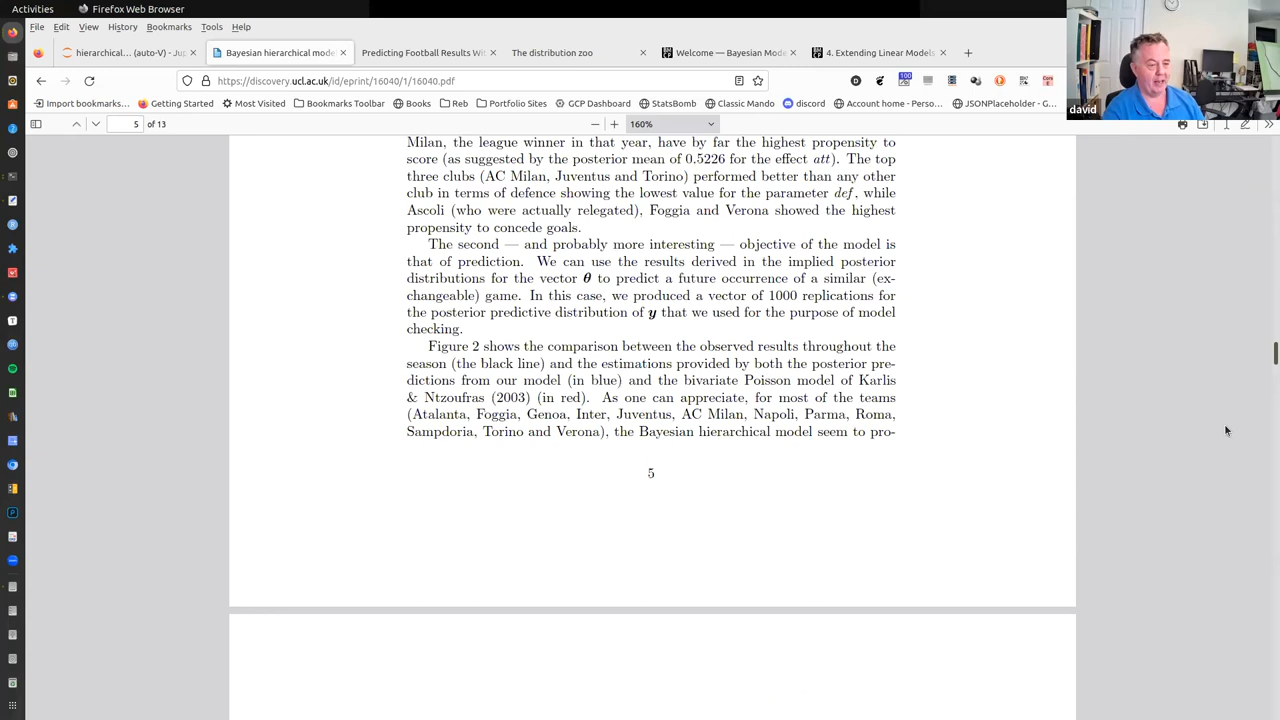 Activities
Firefox Web Browser
File Edit View History Bookmarks Tools Help
hierarchical... (auto-V) - Jup
Bayesian hierarchical mode
Predicting Football Results Wit
The distribution zoo
Welcome — Bayesian Mode
4. Extending Linear Models
https://discovery.ucl.ac.uk/id/eprint/16040/1/16040.pdf
100
Import bookmarks... Getting Started Most Visited Bookmarks Toolbar Books Reb Portfolio Sites GCP Dashboard StatsBomb Classic Mando discord Account home - Perso... JSONPlaceholder - G...
david
5 of 13
160%
Milan, the league winner in that year, have by far the highest propensity to
score (as suggested by the posterior mean of 0.5226 for the effect att). The top
three clubs (AC Milan, Juventus and Torino) performed better than any other
club in terms of defence showing the lowest value for the parameter def, while
Ascoli (who were actually relegated), Foggia and Verona showed the highest
propensity to concede goals.
The second — and probably more interesting — objective of the model is
that of prediction. We can use the results derived in the implied posterior
distributions for the vector θ to predict a future occurrence of a similar (ex-
changeable) game. In this case, we produced a vector of 1000 replications for
the posterior predictive distribution of y that we used for the purpose of model
checking.
Figure 2 shows the comparison between the observed results throughout the
season (the black line) and the estimations provided by both the posterior pre-
dictions from our model (in blue) and the bivariate Poisson model of Karlis
& Ntzoufras (2003) (in red). As one can appreciate, for most of the teams
(Atalanta, Foggia, Genoa, Inter, Juventus, AC Milan, Napoli, Parma, Roma,
Sampdoria, Torino and Verona), the Bayesian hierarchical model seem to pro-
5